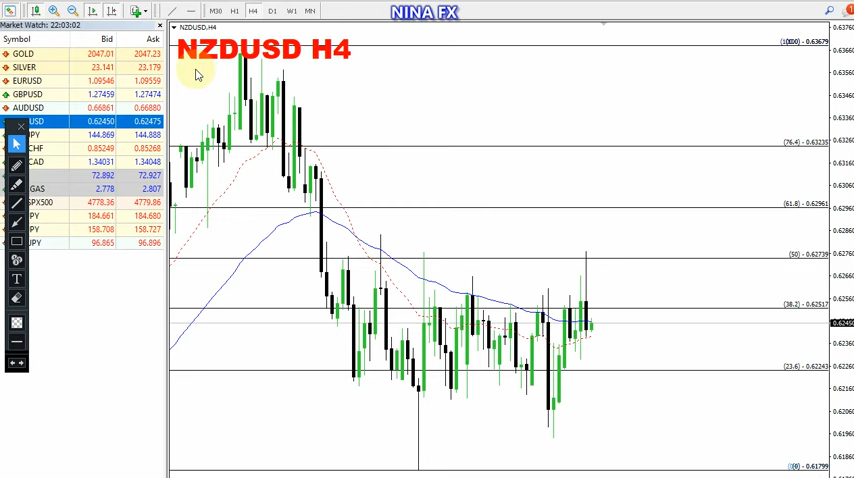 M30 H1 H4 D1 W1 MN
NINA FX
Market Watch: 22:03:02
NZDUSD,H4
NZDUSD H4
Bid Ask
GOLD 2047.01 2047.23
SILVER 23.141 23.179
EURUSD 1.09546 1.09559
GBPUSD 1.27459 1.27474
AUDUSD 0.66861 0.66880
USD 0.62450 0.62475
PY 144.869 144.888
CHF 0.85249 0.85268
CAD 1.34031 1.34048
72.892 72.927
GAS 2.778 2.807
SPX500 4778.36 4779.86
PY 184.661 184.680
PY 158.708 158.727
JPY 96.865 96.896
T
0.63679
(76.4) - 0.63235
(61.8) - 0.62961
(50) - 0.62739
(38.2) - 0.62517
(23.6) - 0.62243
(0) - 0.61799
0.63760
0.63660
0.63560
0.63460
0.63360
0.63260
0.63160
0.63060
0.62960
0.62860
0.62760
0.62660
0.62560
0.62450
0.62360
0.62260
0.62160
0.62060
0.61960
0.61860